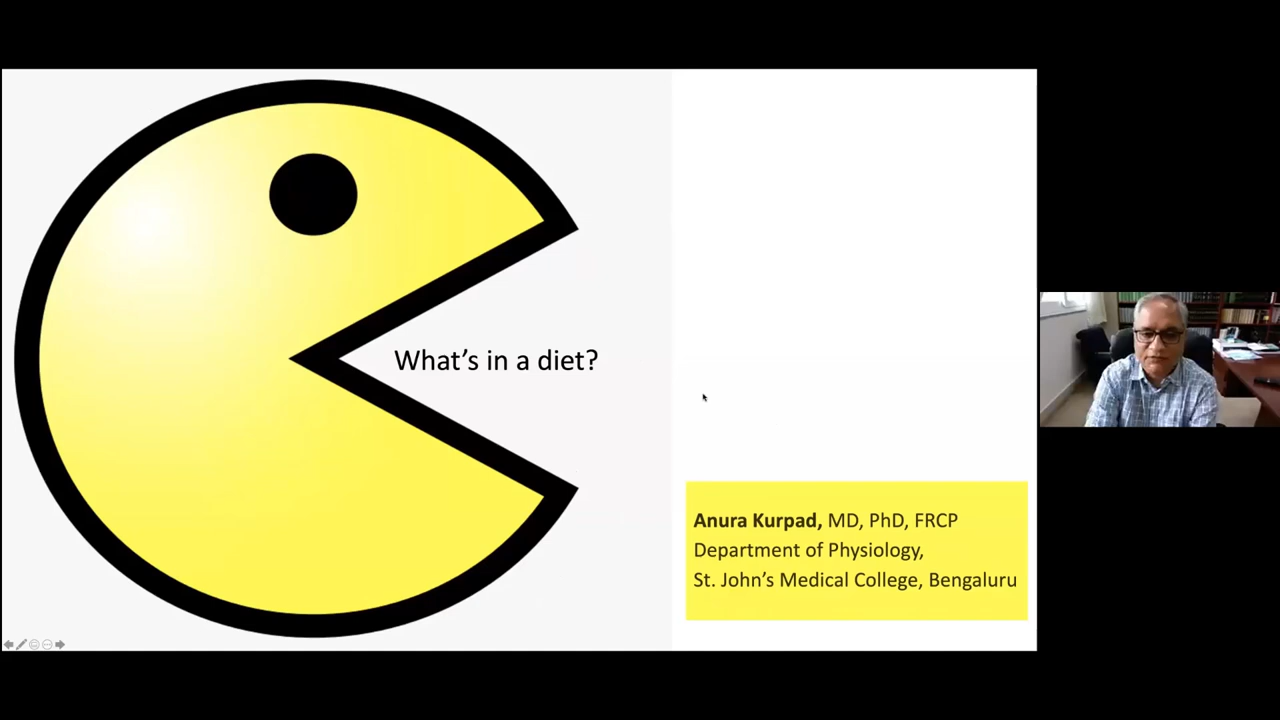 What's in a diet?
Anura Kurpad, MD, PhD, FRCP
Department of Physiology,
St. John's Medical College, Bengaluru